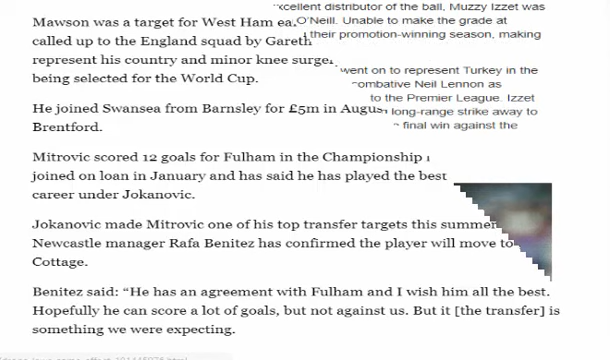 xcellent distributor of the ball, Muzzy Izzet was
Mawson was a target for West Ham ea
O'Neill. Unable to make the grade at
called up to the England squad by Gareth
their promotion-winning season, making
represent his country and minor knee surge
went on to represent Turkey in the
being selected for the World Cup.
ombative Neil Lennon as
to the Premier League. Izzet
He joined Swansea from Barnsley for £5m in Augus
long-range strike away to
Brentford.
final win against the
Mitrovic scored 12 goals for Fulham in the Championship
joined on loan in January and has said he has played the best
career under Jokanovic.
Jokanovic made Mitrovic one of his top transfer targets this summer
Newcastle manager Rafa Benitez has confirmed the player will move to
Cottage.
Benitez said: “He has an agreement with Fulham and I wish him all the best.
Hopefully he can score a lot of goals, but not against us. But it [the transfer] is
something we were expecting.